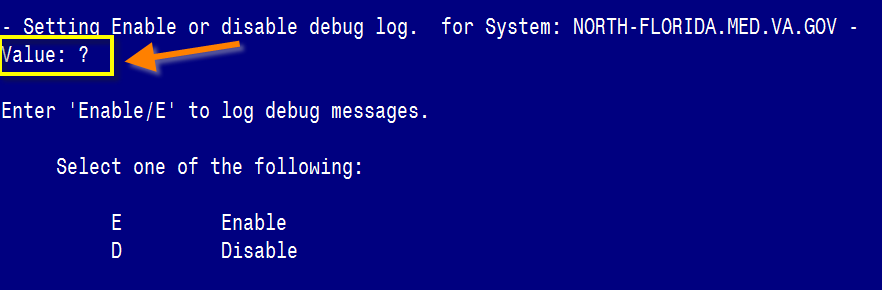 - Setting Enable or disable debug log.  for System: NORTH-FLORIDA.MED.VA.GOV -
Value: ?
Enter 'Enable/E' to log debug messages.
Select one of the following:
E Enable
D Disable